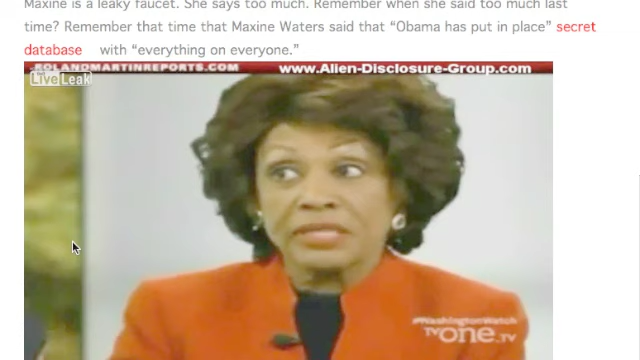 Maxine is a leaky faucet. She says too much. Remember when she said too much last
time? Remember that time that Maxine Waters said that “Obama has put in place” secret
database with “everything on everyone.”
ROLANDMARTINREPORTS.COM www.Alien-Disclosure-Group.com
LiveLeak
#WashingtonWatch
TVone.TV